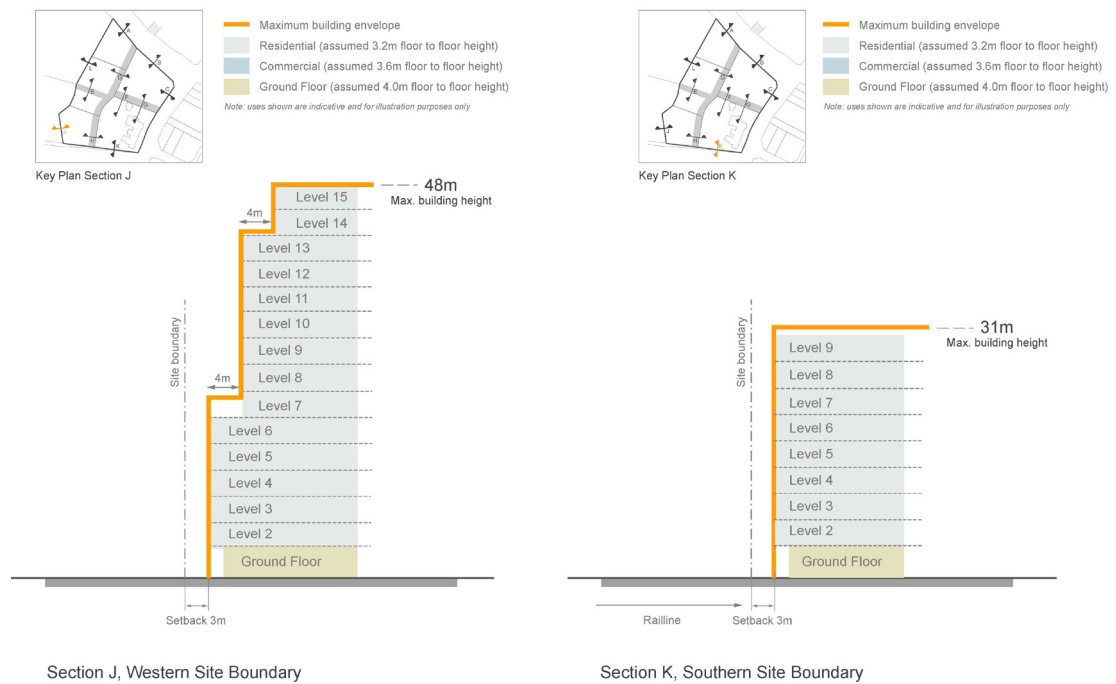 Maximum building envelope
Residential (assumed 3.2m floor to floor height)
Commercial (assumed 3.6m floor to floor height)
Ground Floor (assumed 4.0m floor to floor height)
Note: uses shown are indicative and for illustration purposes only
A
B
C
L
D
E
G
H
K
Key Plan Section J
48m
Max. building height
4m
Level 15
Level 14
Level 13
Level 12
Level 11
Level 10
Level 9
Level 8
4m
Level 7
Level 6
Level 5
Level 4
Level 3
Level 2
Ground Floor
Site boundary
Setback 3m
Section J, Western Site Boundary
Maximum building envelope
Residential (assumed 3.2m floor to floor height)
Commercial (assumed 3.6m floor to floor height)
Ground Floor (assumed 4.0m floor to floor height)
Note: uses shown are indicative and for illustration purposes only
A
B
C
L
D
E
G
J
H
Key Plan Section K
31m
Max. building height
Level 9
Level 8
Level 7
Level 6
Level 5
Level 4
Level 3
Level 2
Ground Floor
Site boundary
Railline
Setback 3m
Section K, Southern Site Boundary